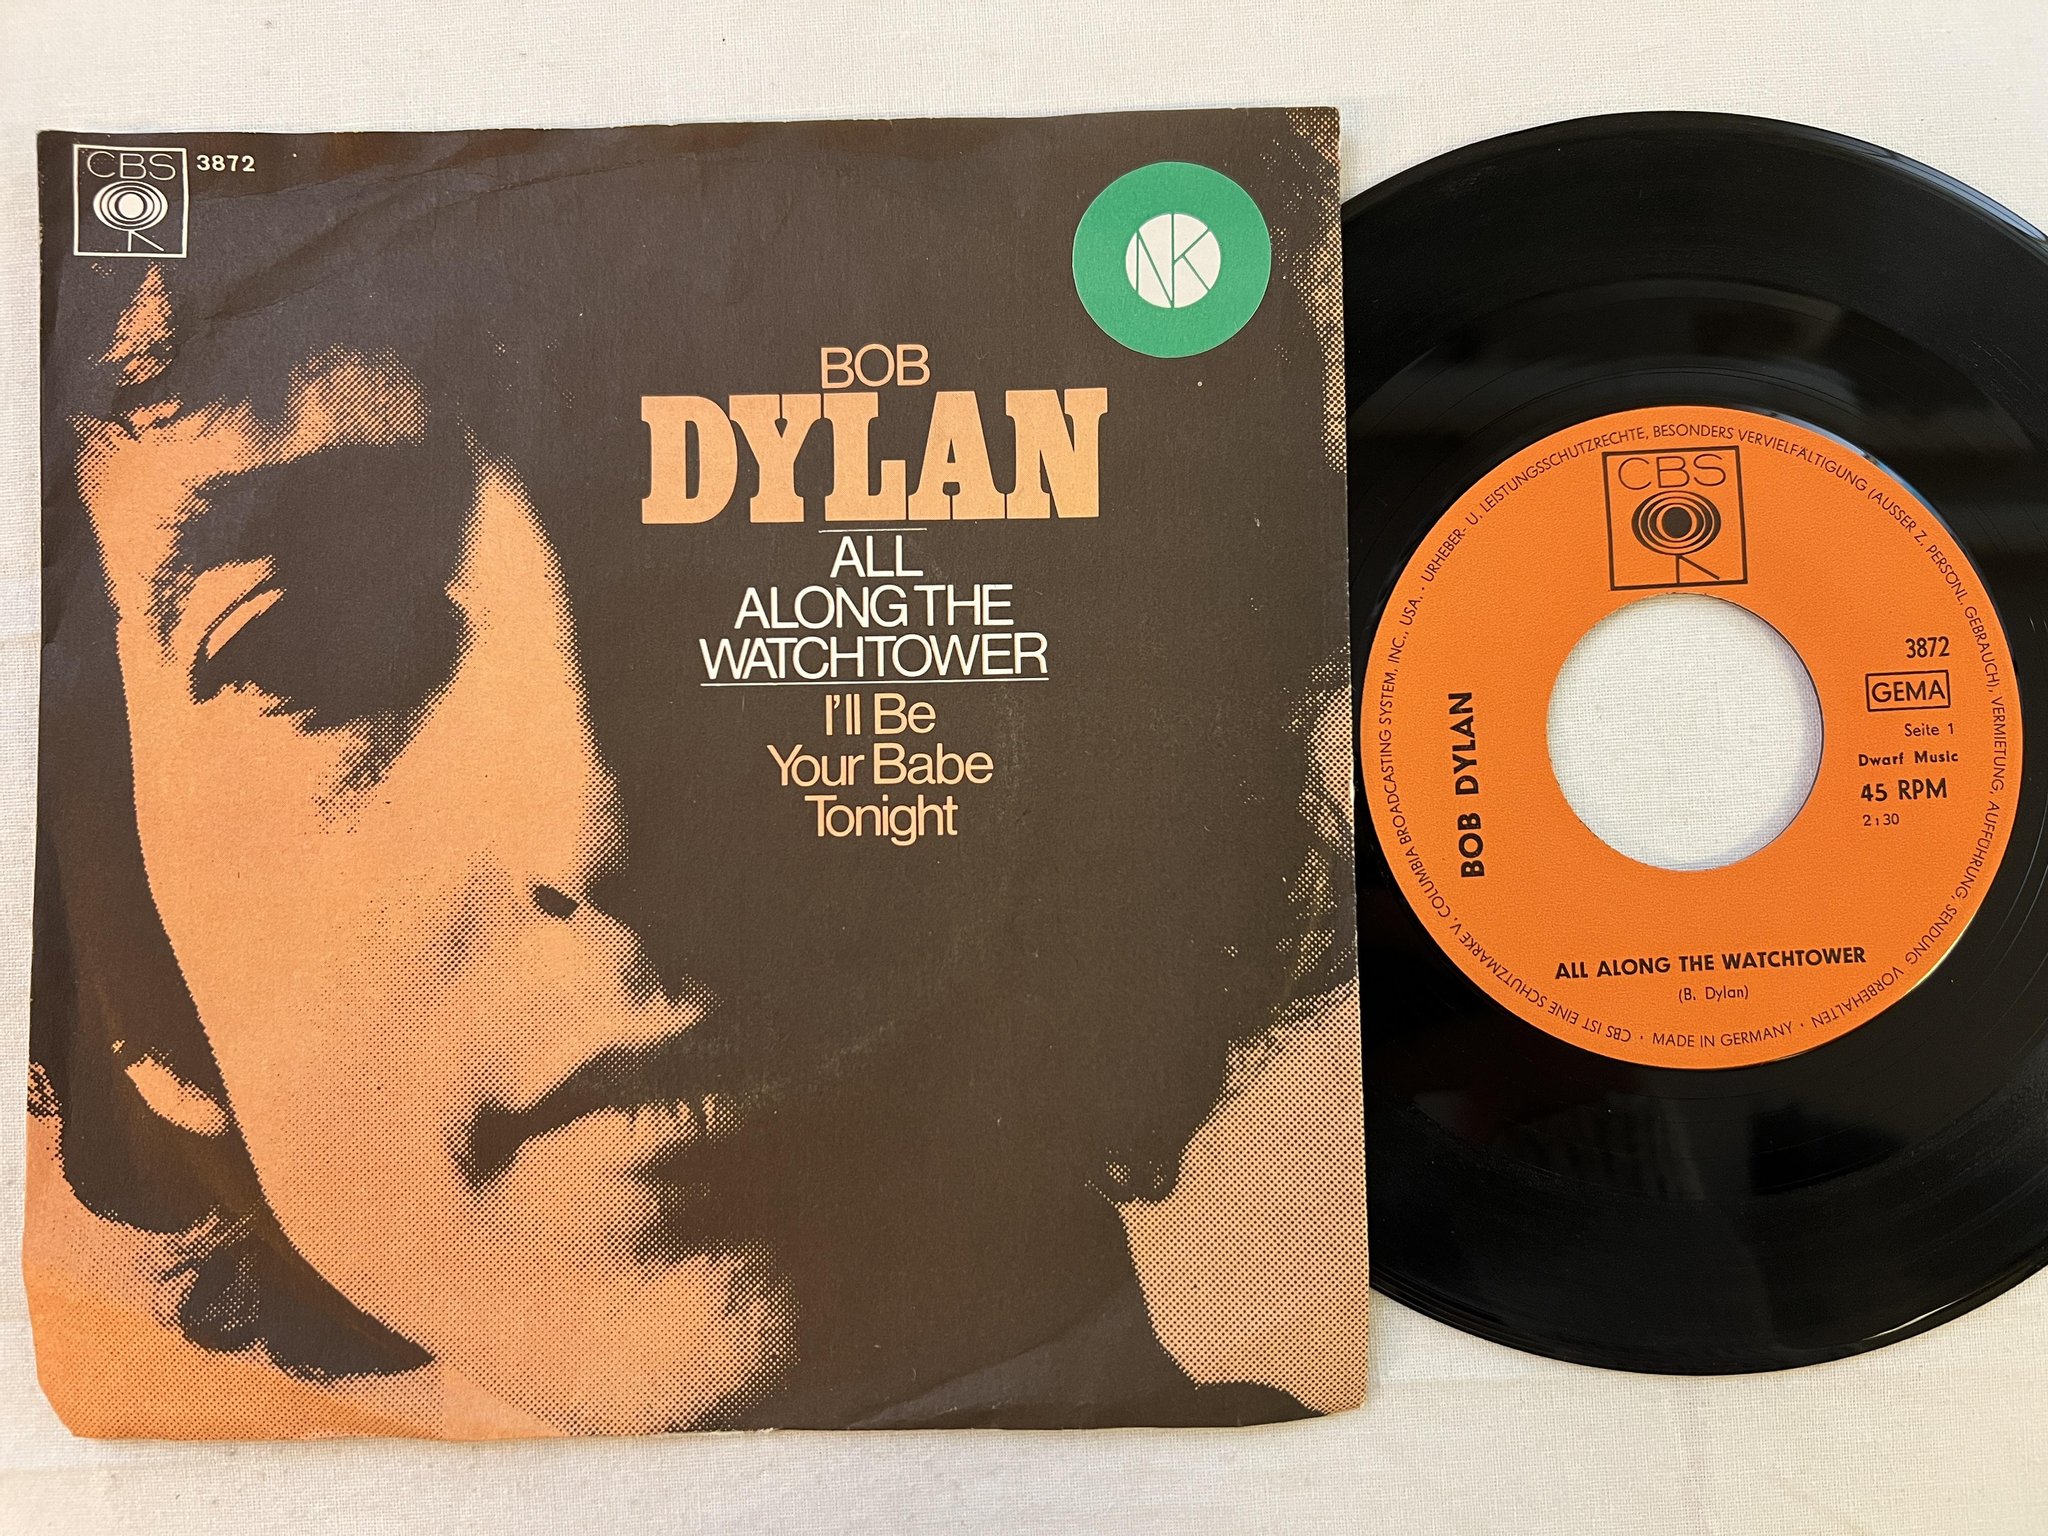 CBS
3872
NK
BOB
DYLAN
ALL
ALONG THE
WATCHTOWER
I'll Be
Your Babe
Tonight
URHEBER- U. LEISTUNGSSCHUTZRECHTE, BESONDERS VERVIELFÄLTIGUNG (AUSSER Z. PERSÖNL. GEBRAUCH), VERMIETUNG, AUFFÜHRUNG, SENDUNG VORBEHALTEN · MADE IN GERMANY · CBS IST EINE SCHUTZMARKE V. COLUMBIA BROADCASTING SYSTEM, INC., USA. ·
CBS
3872
GEMA
Seite 1
Dwarf Music
45 RPM
2:30
BOB DYLAN
ALL ALONG THE WATCHTOWER
(B. Dylan)